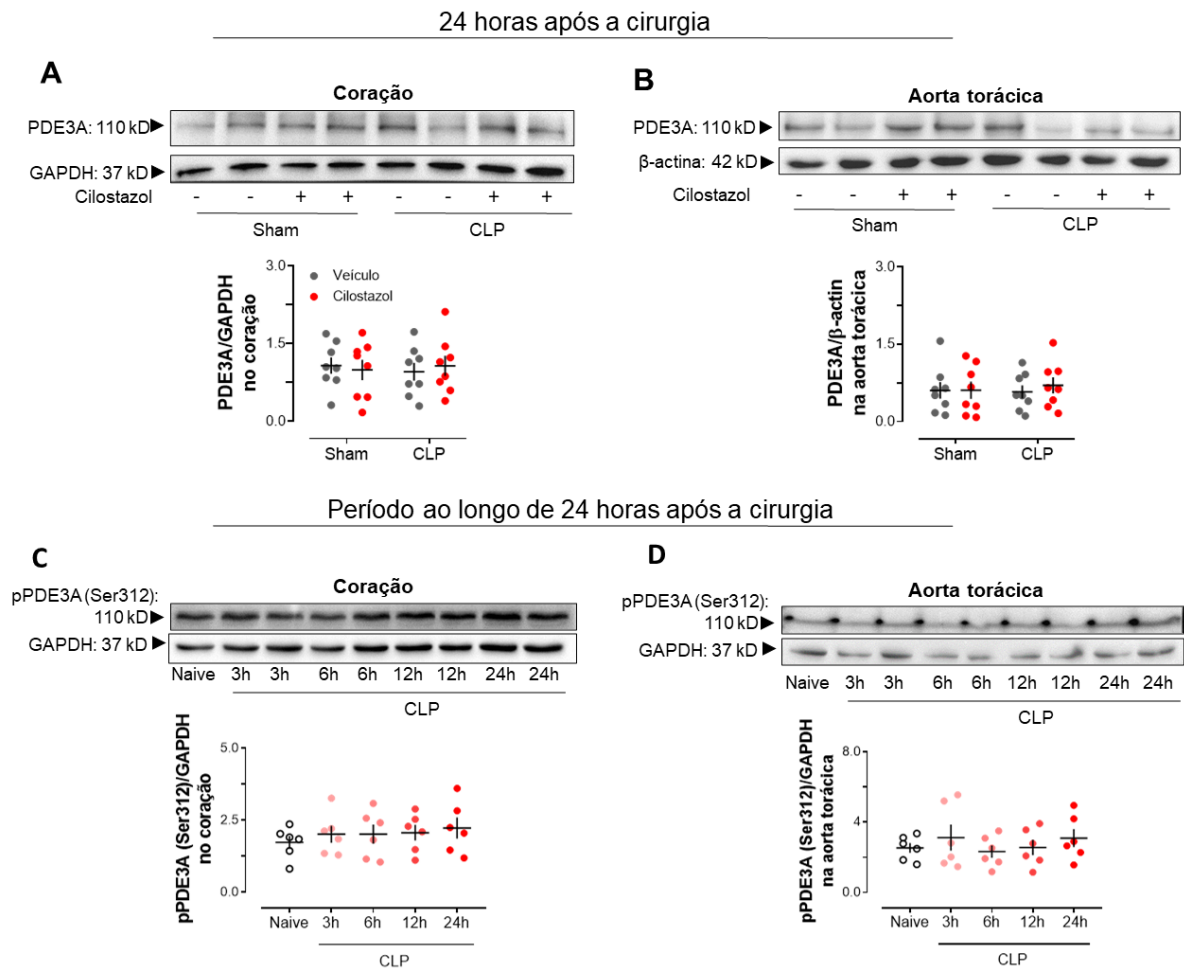 24 horas após a cirurgia
A
Coração
PDE3A: 110 kD
GAPDH: 37 kD
Cilostazol - - + + - - + +
Sham CLP
PDE3A/GAPDH
no coração
3.0
1.5
0.0
Veículo
Cilostazol
Sham CLP
B
Aorta torácica
PDE3A: 110 kD
β-actina: 42 kD
Cilostazol - - + + - - + +
Sham CLP
PDE3A/β-actin
na aorta torácica
3.0
1.5
0.0
Sham CLP
Período ao longo de 24 horas após a cirurgia
C
Coração
pPDE3A (Ser312):
110 kD
GAPDH: 37 kD
Naive 3h 3h 6h 6h 12h 12h 24h 24h
CLP
pPDE3A (Ser312)/GAPDH
no coração
5.0
2.5
0.0
Naive 3h 6h 12h 24h
CLP
D
Aorta torácica
pPDE3A (Ser312):
110 kD
GAPDH: 37 kD
Naive 3h 3h 6h 6h 12h 12h 24h 24h
CLP
pPDE3A (Ser312)/GAPDH
na aorta torácica
8.0
4
0.0
Naive 3h 6h 12h 24h
CLP